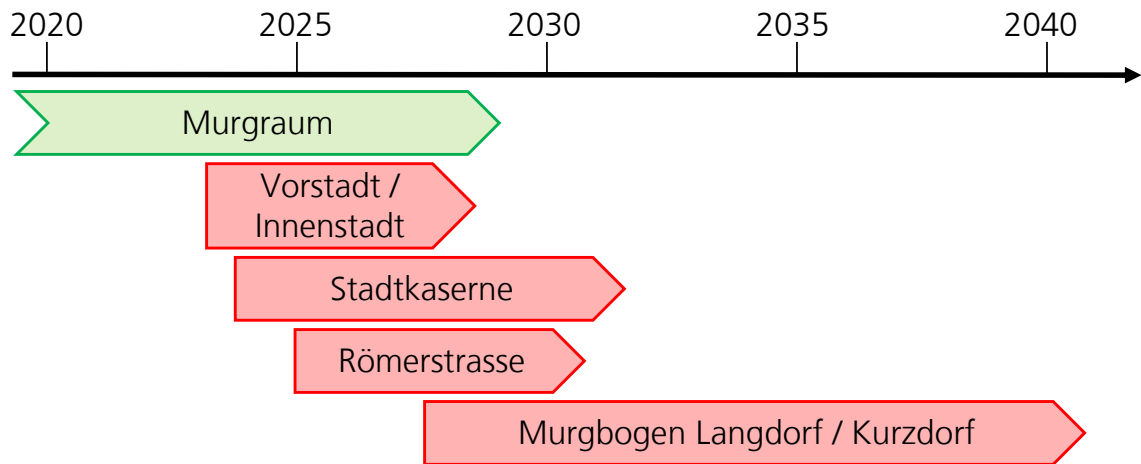 2020 2025 2030 2035 2040
Murgraum
Vorstadt /
Innenstadt
Stadtkaserne
Römerstrasse
Murgbogen Langdorf / Kurzdorf